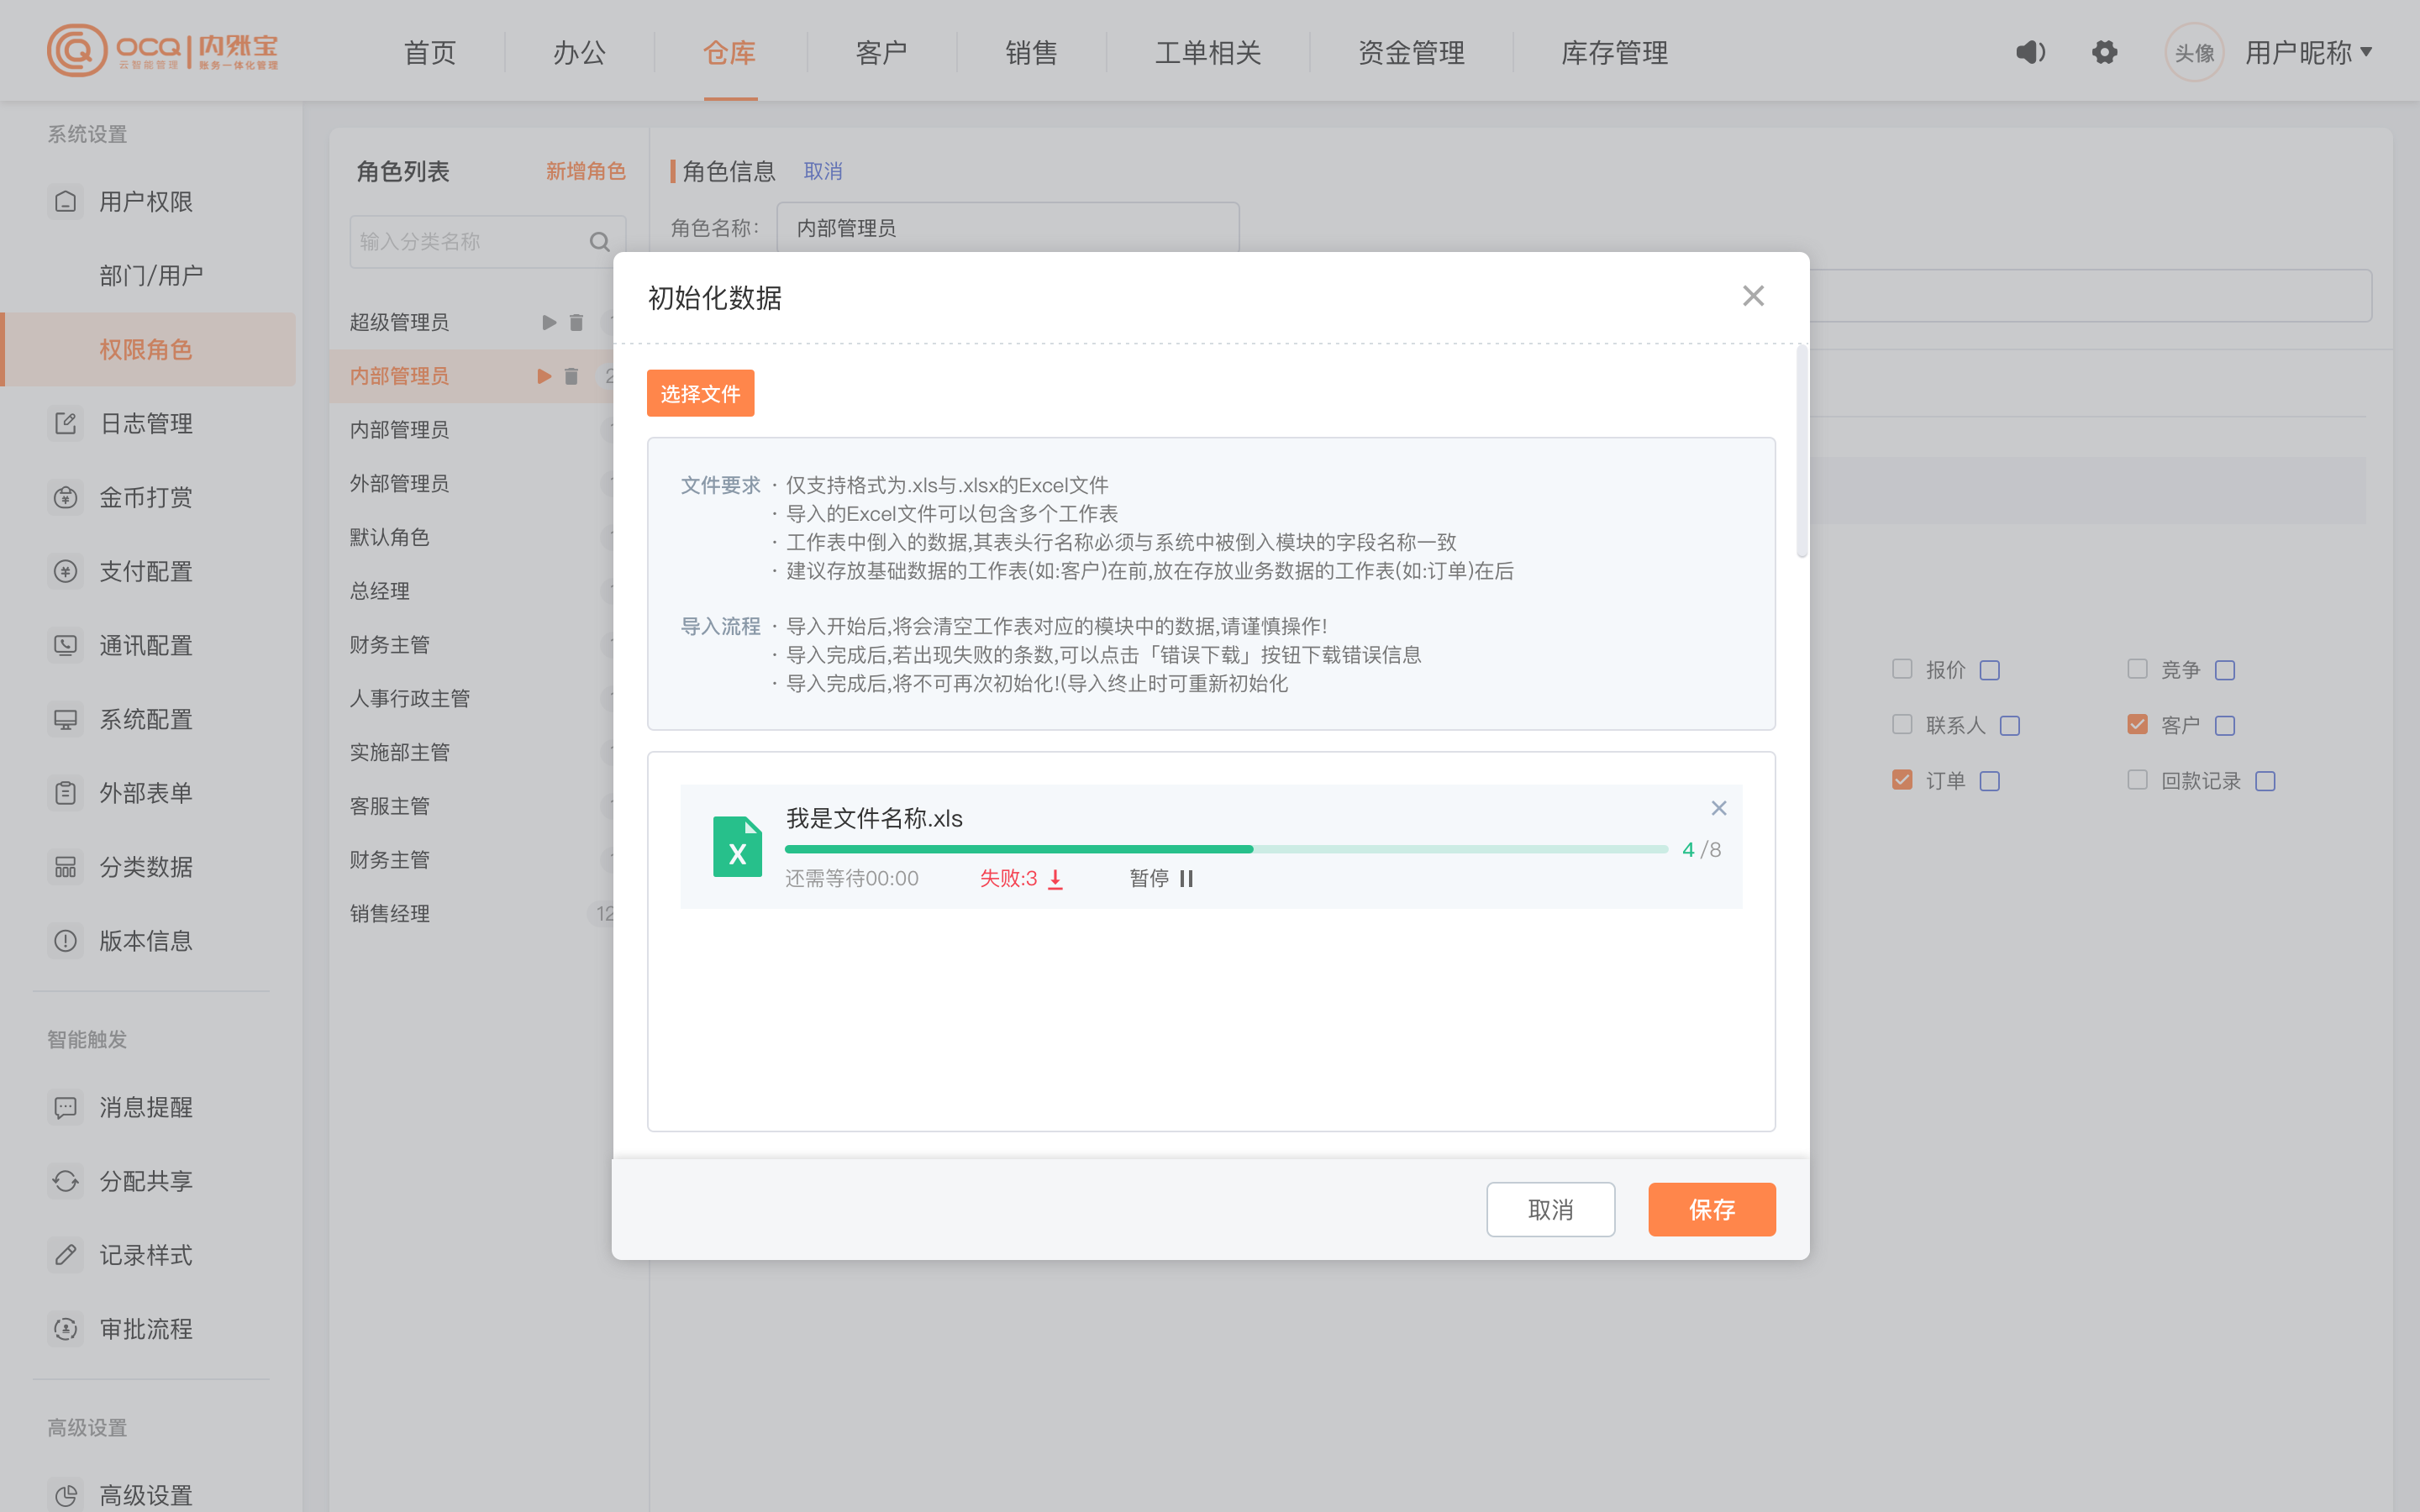 OCQ 内账宝
云智能管理 账务一体化管理
首页 办公 仓库 客户 销售 工单相关 资金管理 库存管理 头像 用户昵称
系统设置
用户权限
部门/用户
权限角色
日志管理
金币打赏
支付配置
通讯配置
系统配置
外部表单
分类数据
版本信息
智能触发
消息提醒
分配共享
记录样式
审批流程
高级设置
高级设置
角色列表 新增角色
输入分类名称
超级管理员
内部管理员 2
内部管理员
外部管理员
默认角色
总经理
财务主管
人事行政主管
实施部主管
客服主管
财务主管
销售经理 12
角色信息 取消
角色名称: 内部管理员
初始化数据
选择文件
文件要求 · 仅支持格式为.xls与.xlsx的Excel文件
· 导入的Excel文件可以包含多个工作表
· 工作表中倒入的数据,其表头行名称必须与系统中被倒入模块的字段名称一致
· 建议存放基础数据的工作表(如:客户)在前,放在存放业务数据的工作表(如:订单)在后
导入流程 · 导入开始后,将会清空工作表对应的模块中的数据,请谨慎操作!
· 导入完成后,若出现失败的条数,可以点击「错误下载」按钮下载错误信息
· 导入完成后,将不可再次初始化!(导入终止时可重新初始化
X
我是文件名称.xls
4 /8
还需等待00:00 失败:3 暂停
取消 保存
报价 竞争
联系人 客户
订单 回款记录